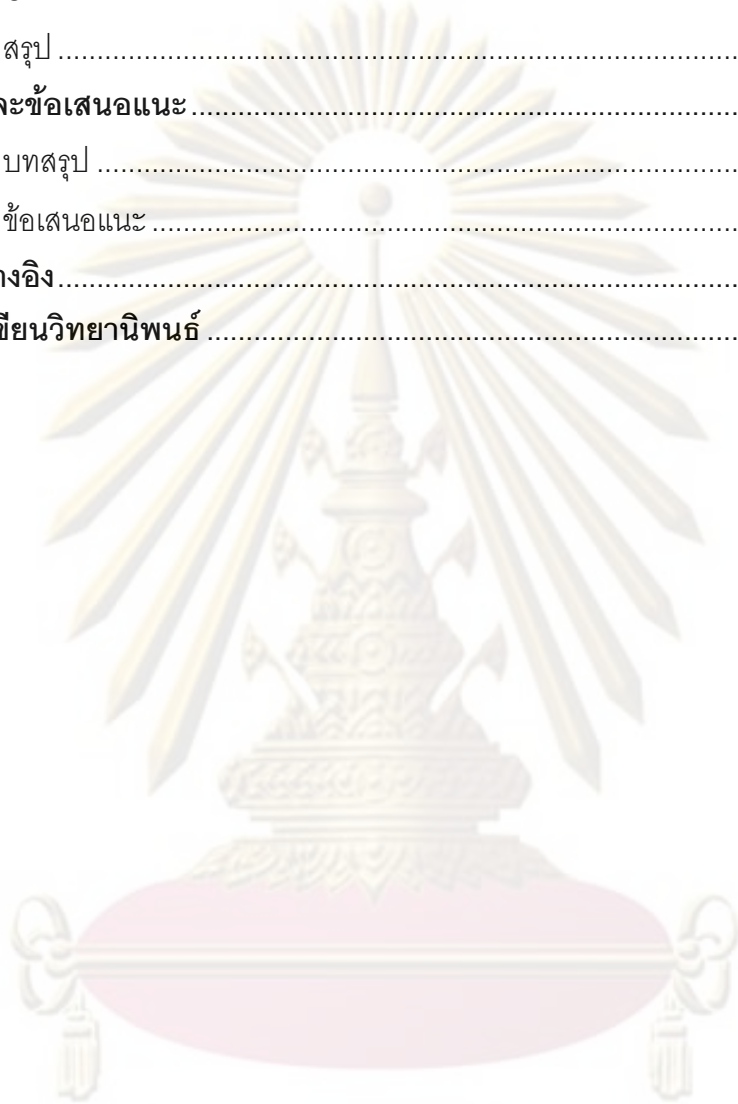 สรุป ................................................................
ละข้อเสนอแนะ ................................................................
บทสรุป ................................................................
ข้อเสนอแนะ ................................................................
างอิง ................................................................
ขียนวิทยานิพนธ์ ................................................................